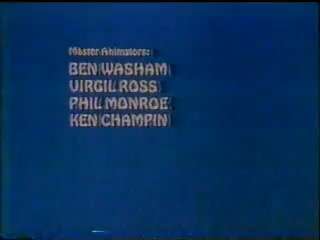 Master Animators:
BEN WASHAM
VIRGIL ROSS
PHIL MONROE
KEN CHAMPIN